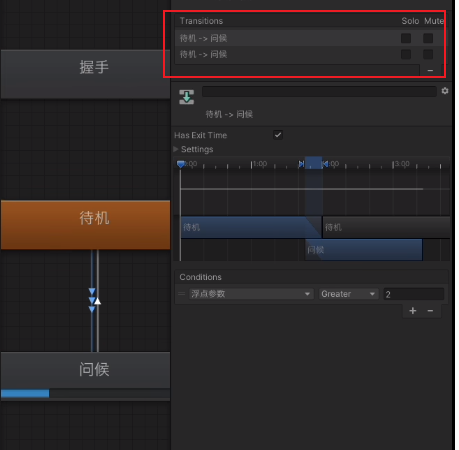 握手
待机
问候
Transitions Solo Mute
待机 -> 问候
待机 -> 问候
待机 -> 问候
Has Exit Time
Settings
0:00 1:00 2:00 3:00
待机 待机
问候
Conditions
浮点参数 Greater 2